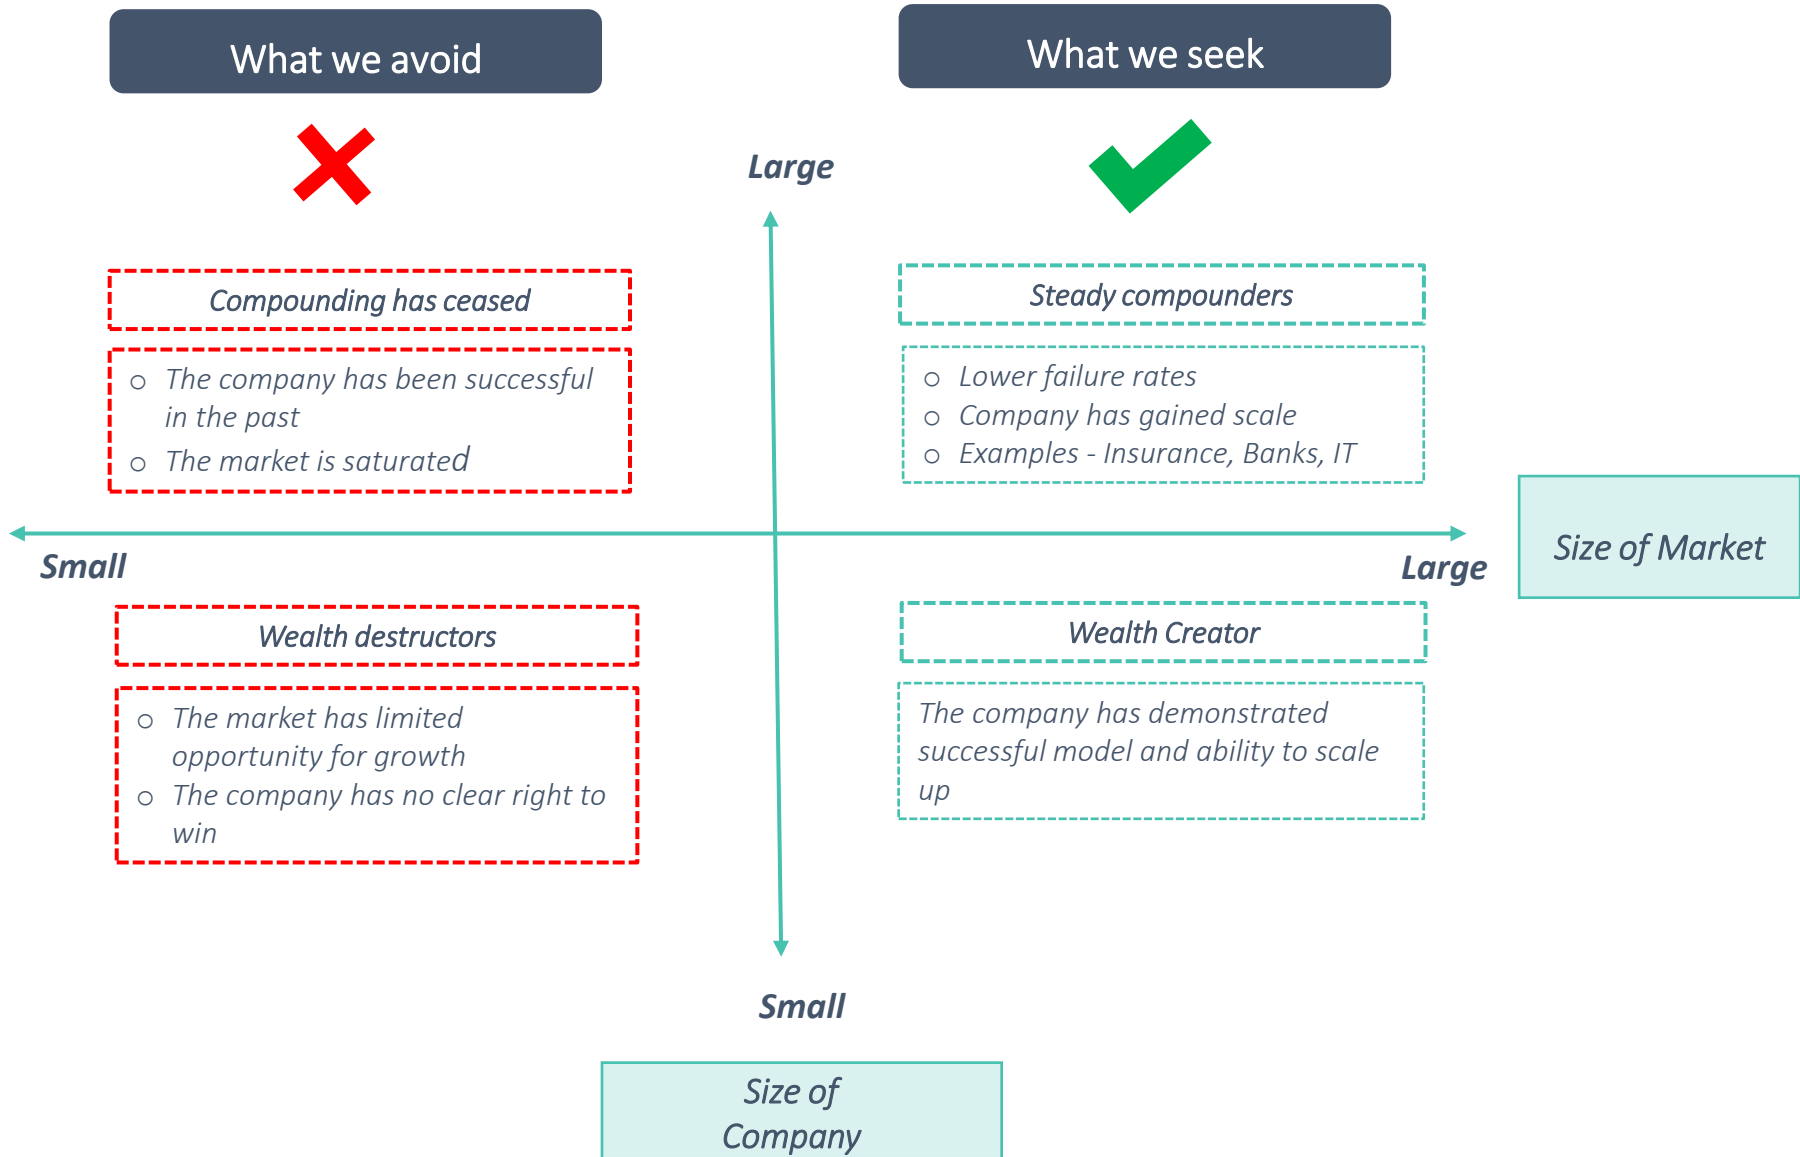 What we avoid
What we seek
Large
Compounding has ceased
The company has been successful
in the past
The market is saturated
Steady compounders
Lower failure rates
Company has gained scale
Examples - Insurance, Banks, IT
Small
Large
Size of Market
Wealth destructors
The market has limited
opportunity for growth
The company has no clear right to
win
Wealth Creator
The company has demonstrated
successful model and ability to scale
up
Small
Size of
Company